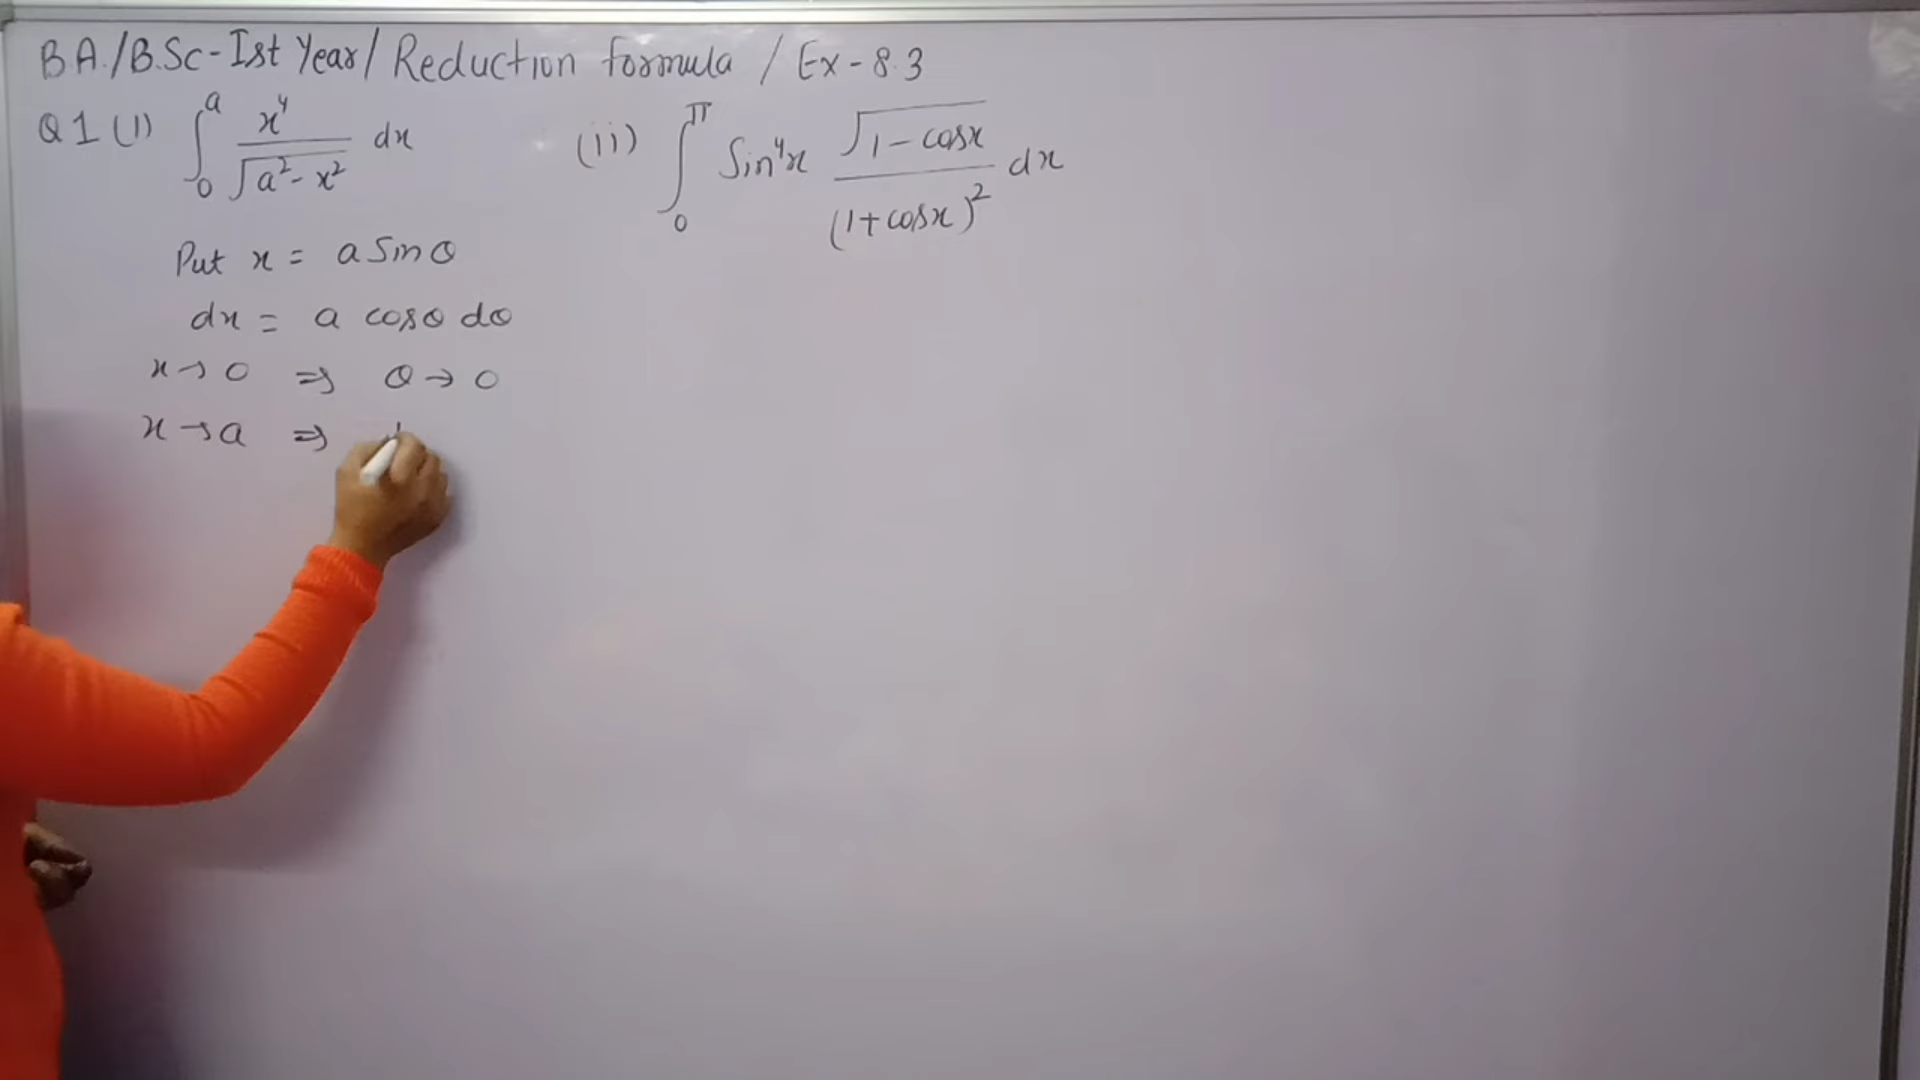 BA./B.Sc-Ist Year/ Reduction formula / Ex-8.3
Q1(i) ∫₀ᵃ x⁴/√(a²-x²) dx (ii) ∫₀^π Sin⁴x √(1-cosx)/(1+cosx)² dx
Put x = a Sinθ
dx = a cosθ dθ
x→0 ⇒ θ→0
x→a ⇒